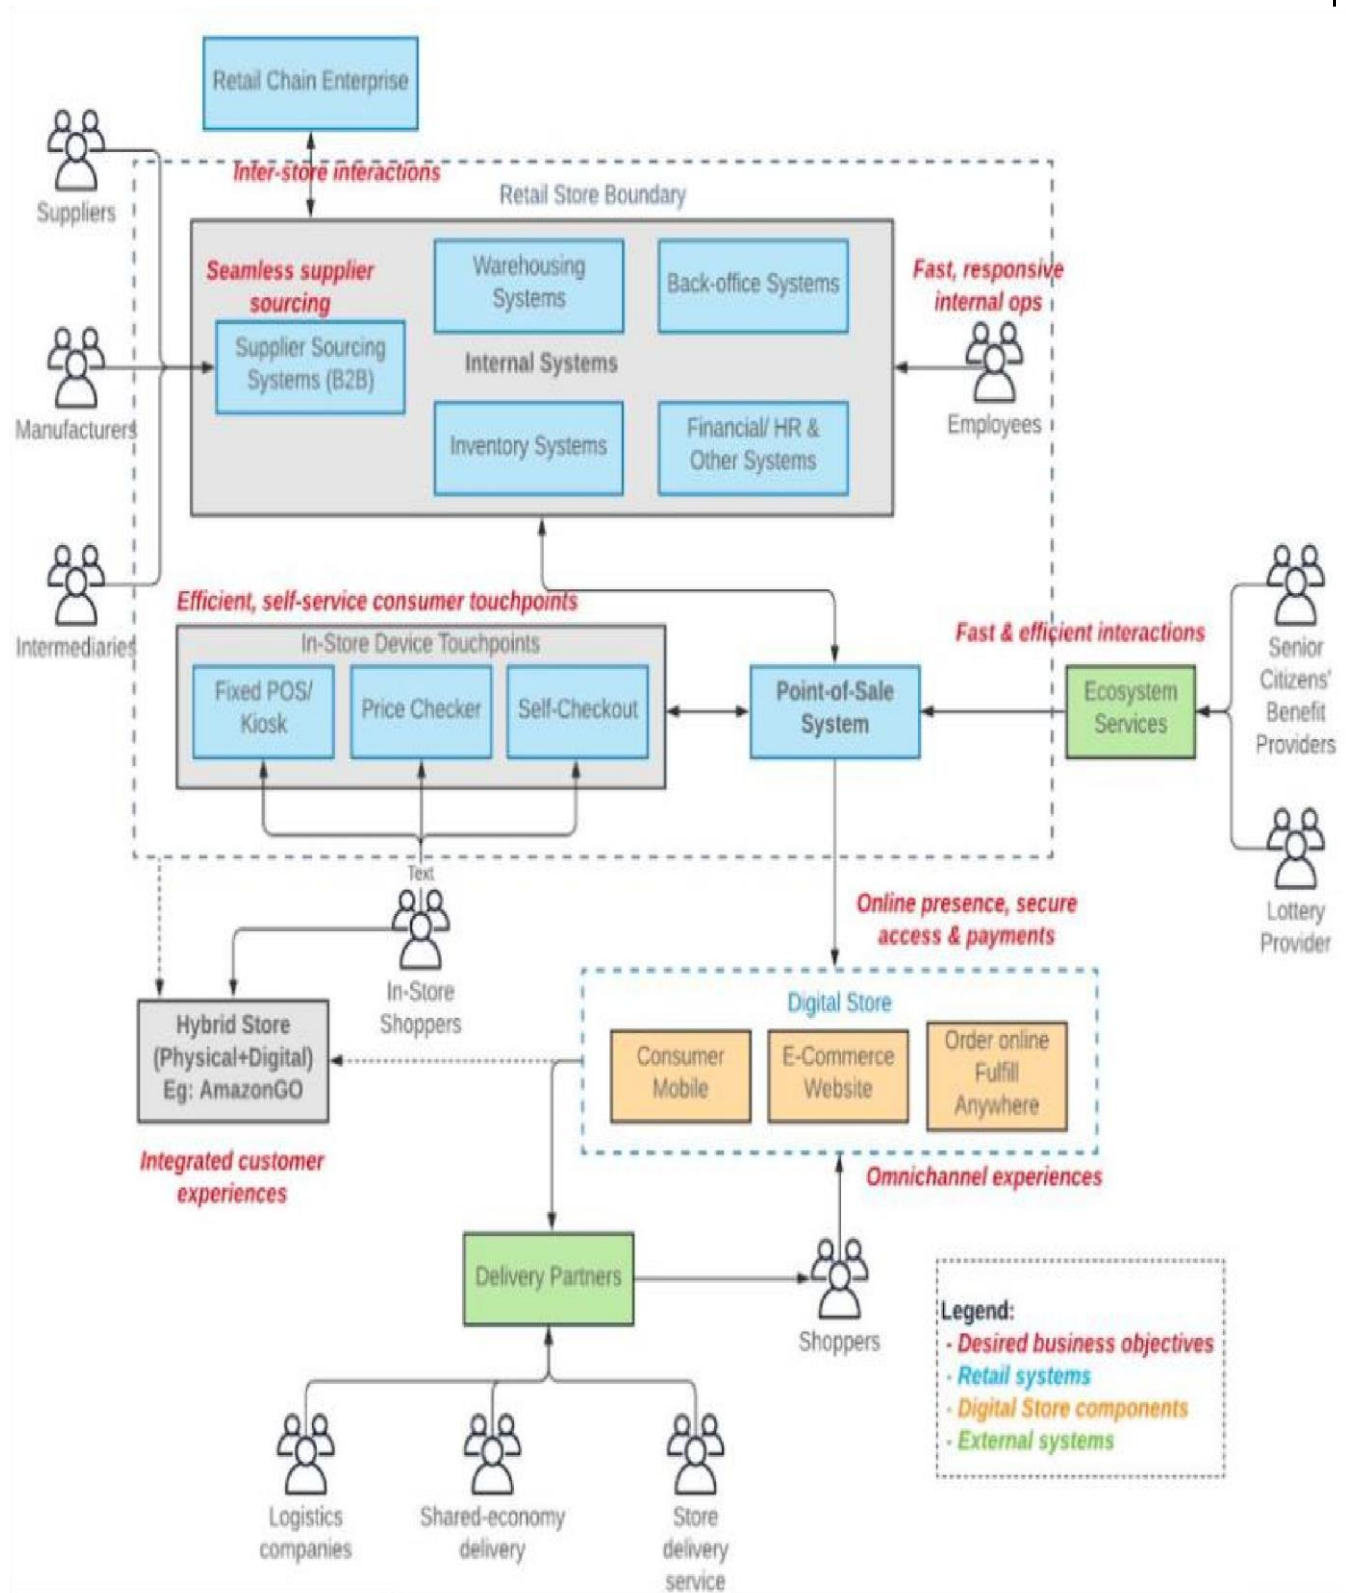 Retail Chain Enterprise
Inter-store interactions
Retail Store Boundary
Suppliers
Seamless supplier
sourcing
Warehousing
Systems
Back-office Systems
Fast, responsive
internal ops
Supplier Sourcing
Systems (B2B)
Internal Systems
Manufacturers
Inventory Systems
Financial/ HR &
Other Systems
Employees
Intermediaries
Efficient, self-service consumer touchpoints
In-Store Device Touchpoints
Fixed POS/
Kiosk
Price Checker
Self-Checkout
Point-of-Sale
System
Fast & efficient interactions
Ecosystem
Services
Senior
Citizens'
Benefit
Providers
Text
In-Store
Shoppers
Online presence, secure
access & payments
Lottery
Provider
Hybrid Store
(Physical+Digital)
Eg: AmazonGO
Digital Store
Consumer
Mobile
E-Commerce
Website
Order online
Fulfill
Anywhere
Integrated customer
experiences
Omnichannel experiences
Delivery Partners
Shoppers
Legend:
- Desired business objectives
- Retail systems
- Digital Store components
- External systems
Logistics
companies
Shared-economy
delivery
Store
delivery
service